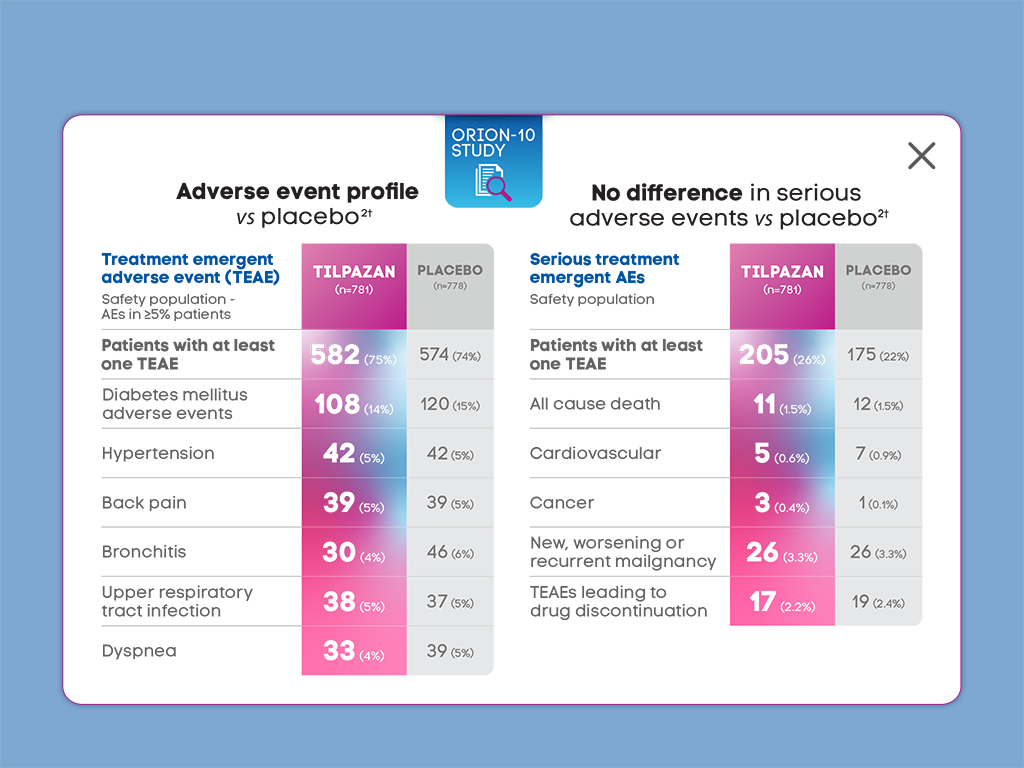 ORION-10
STUDY
Adverse event profile
vs placebo²†
Treatment emergent
adverse event (TEAE)
Safety population -
AEs in ≥5% patients
TILPAZAN
(n=781)
PLACEBO
(n=778)
Patients with at least
one TEAE
582 (75%)
574 (74%)
Diabetes mellitus
adverse events
108 (14%)
120 (15%)
Hypertension
42 (5%)
42 (5%)
Back pain
39 (5%)
39 (5%)
Bronchitis
30 (4%)
46 (6%)
Upper respiratory
tract infection
38 (5%)
37 (5%)
Dyspnea
33 (4%)
39 (5%)
No difference in serious
adverse events vs placebo²†
Serious treatment
emergent AEs
Safety population
TILPAZAN
(n=781)
PLACEBO
(n=778)
Patients with at least
one TEAE
205 (26%)
175 (22%)
All cause death
11 (1.5%)
12 (1.5%)
Cardiovascular
5 (0.6%)
7 (0.9%)
Cancer
3 (0.4%)
1 (0.1%)
New, worsening or
recurrent mailgnancy
26 (3.3%)
26 (3.3%)
TEAEs leading to
drug discontinuation
17 (2.2%)
19 (2.4%)